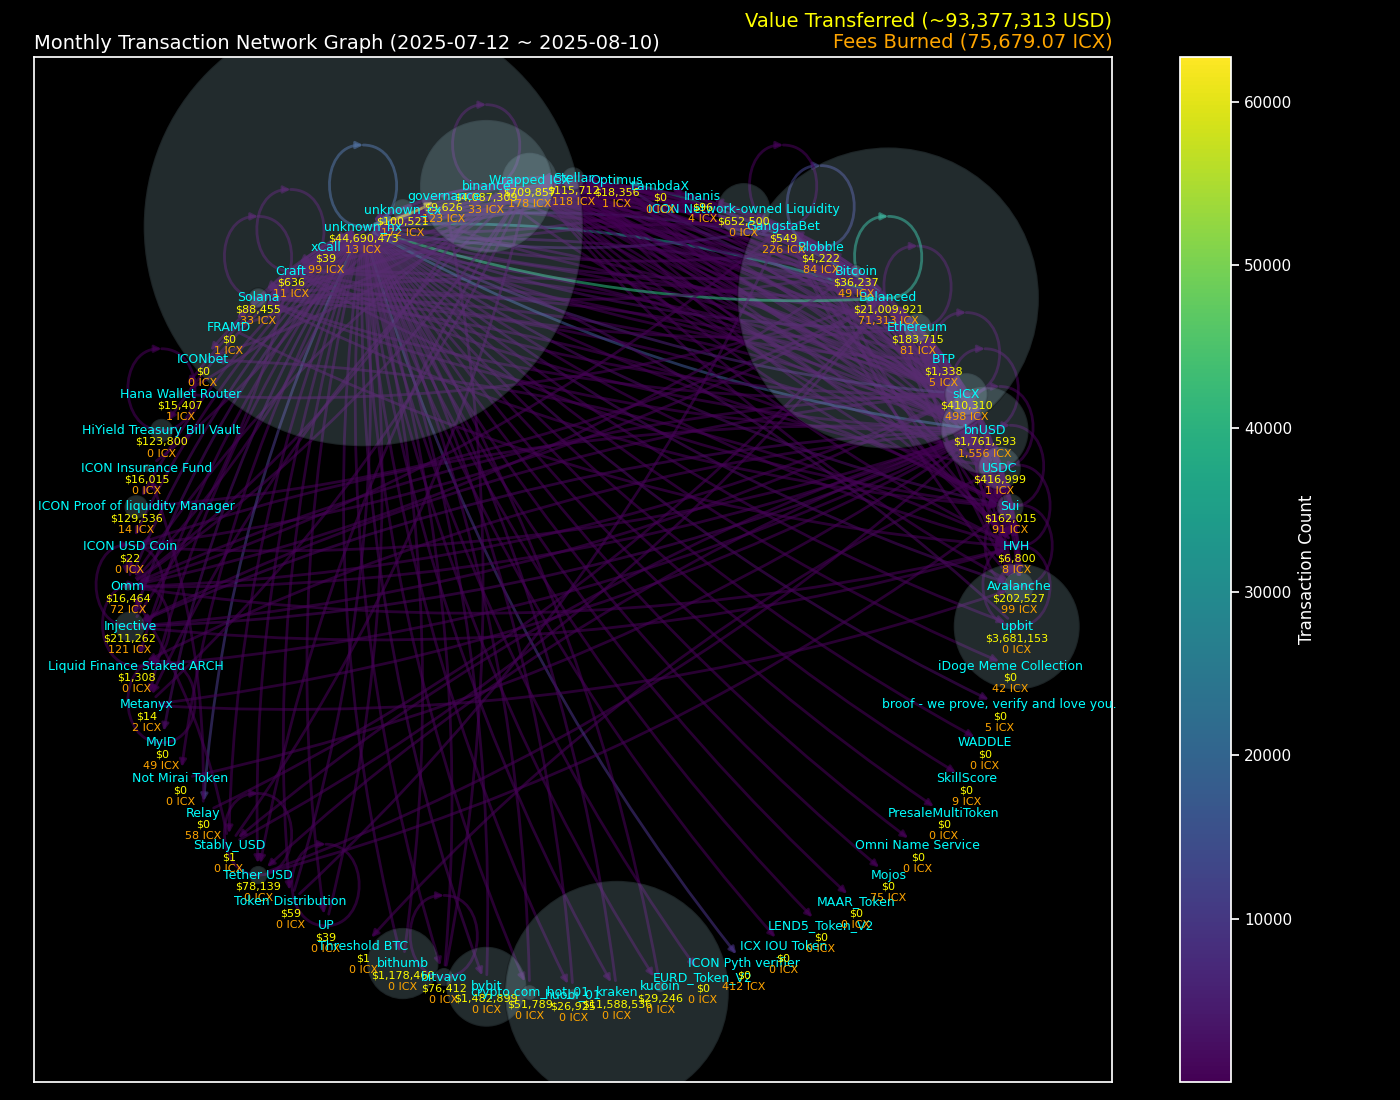 Value Transferred (~93,377,313 USD)
Monthly Transaction Network Graph (2025-07-12 ~ 2025-08-10)
Fees Burned (75,679.07 ICX)
Wrapped ICX
$709,857
178 ICX
Stellar
$115,712
118 ICX
Optimus
$18,356
1 ICX
LambdaX
$0
0 ICX
Inanis
$96
4 ICX
ICON Network-owned Liquidity
$652,500
0 ICX
GangstaBet
$549
226 ICX
Blobble
$4,222
84 ICX
Bitcoin
$36,237
49 ICX
Balanced
$21,009,921
71,313 ICX
Ethereum
$183,715
81 ICX
BTP
$1,338
5 ICX
sICX
$410,310
498 ICX
bnUSD
$1,761,593
1,556 ICX
USDC
$416,999
1 ICX
Sui
$162,015
91 ICX
HVH
$6,800
8 ICX
Avalanche
$202,527
99 ICX
upbit
$3,681,153
0 ICX
iDoge Meme Collection
$0
42 ICX
broof - we prove, verify and love you.
$0
5 ICX
WADDLE
$0
0 ICX
SkillScore
$0
9 ICX
PresaleMultiToken
$0
0 ICX
Omni Name Service
$0
0 ICX
Mojos
$0
75 ICX
MAAR_Token
$0
0 ICX
LEND5_Token_v2
$0
0 ICX
ICX IOU Token
$0
0 ICX
ICON Pyth verifier
$0
412 ICX
EURD_Token_v2
$0
0 ICX
kucoin
$29,246
0 ICX
kraken
$11,588,536
0 ICX
huobi_01
$26,925
0 ICX
crypto.com_hot_01
$51,789
0 ICX
bybit
$1,482,899
0 ICX
bitvavo
$76,412
0 ICX
bithumb
$1,178,460
0 ICX
Threshold BTC
$1
0 ICX
UP
$39
0 ICX
Token Distribution
$59
0 ICX
Tether USD
$78,139
0 ICX
Stably_USD
$1
0 ICX
Relay
$0
58 ICX
Not Mirai Token
$0
0 ICX
MyID
$0
49 ICX
Metanyx
$14
2 ICX
Liquid Finance Staked ARCH
$1,308
0 ICX
Injective
$211,262
121 ICX
Omm
$16,464
72 ICX
ICON USD Coin
$22
0 ICX
ICON Proof of liquidity Manager
$129,536
14 ICX
ICON Insurance Fund
$16,015
0 ICX
HiYield Treasury Bill Vault
$123,800
0 ICX
Hana Wallet Router
$15,407
1 ICX
ICONbet
$0
0 ICX
FRAMD
$0
1 ICX
Solana
$88,455
33 ICX
Craft
$636
11 ICX
xCall
$39
99 ICX
$44,690,473
13 ICX
$100,521
ICX
governance
$9,626
123 ICX
binance
$4,087,369
33 ICX
60000
50000
40000
30000
20000
10000
Transaction Count